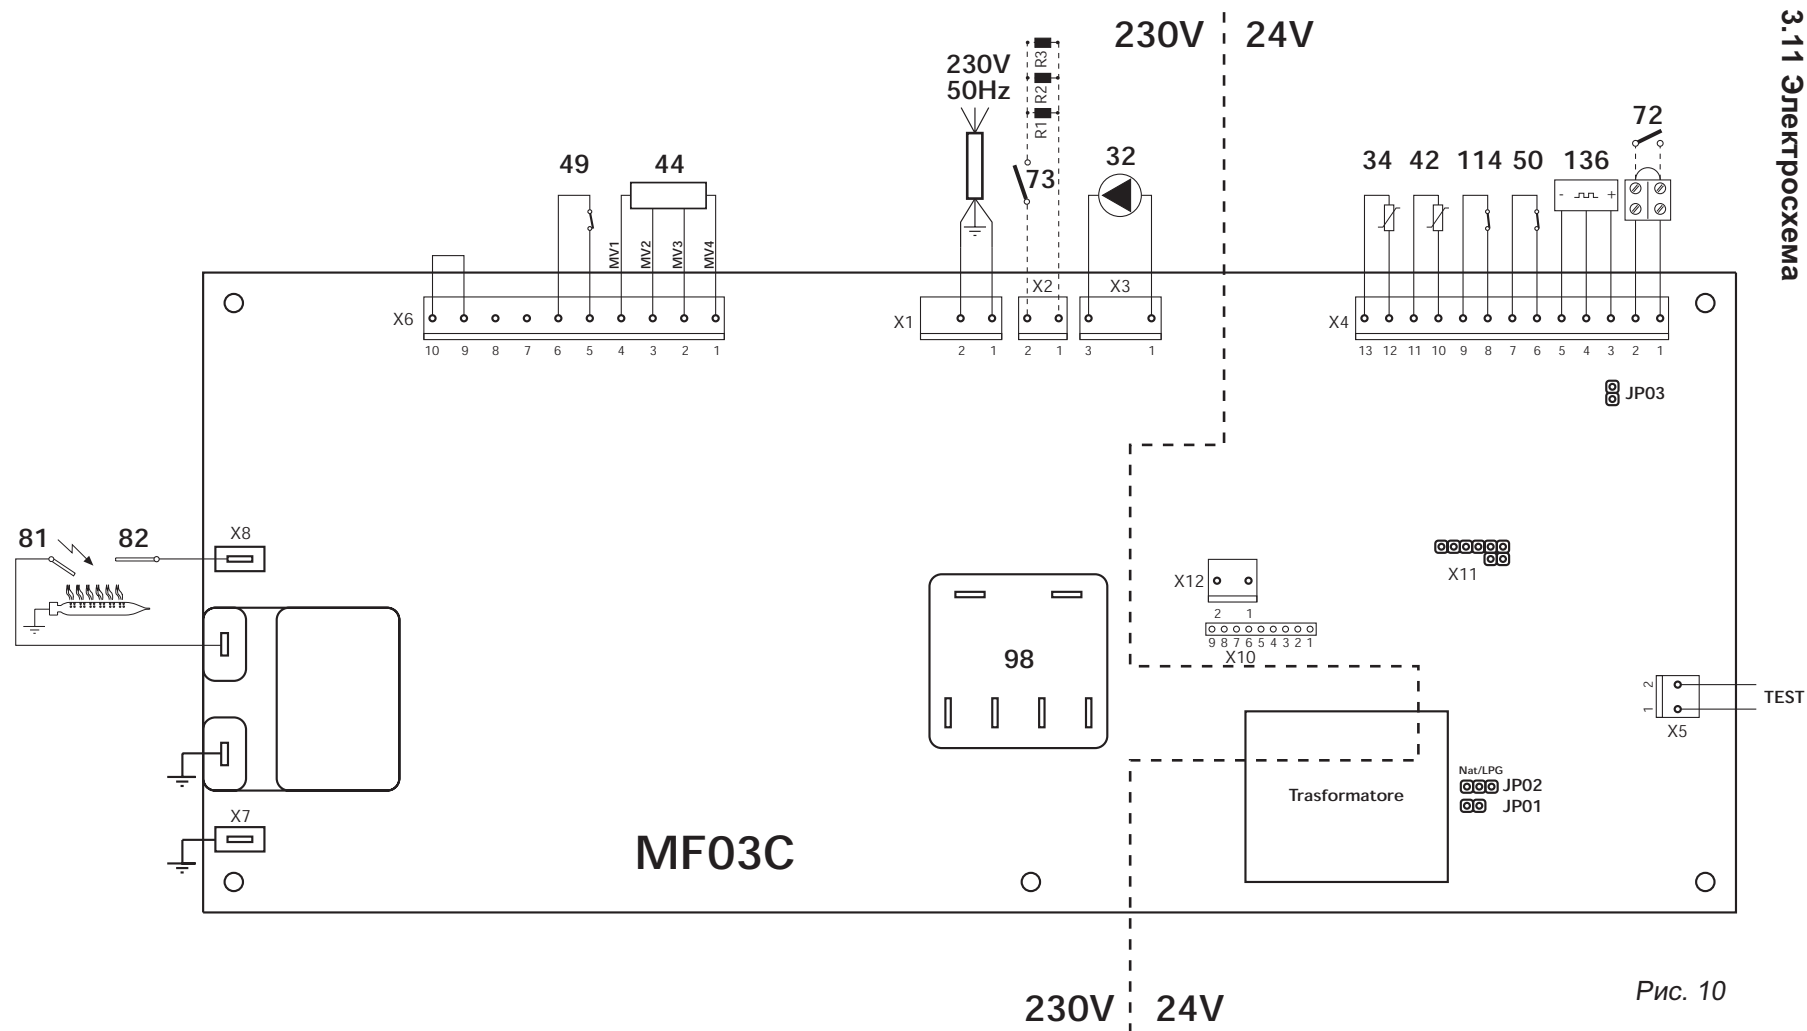 3.11 Электросхема
230V 24V
230V
50Hz
R3
R2
R1
73
32
49
44
MV1
MV2
MV3
MV4
34
42
114
50
136
- +
72
X6
10 9 8 7 6 5 4 3 2 1
X1
2 1
X2
2 1
X3
3 1
X4
13 12 11 10 9 8 7 6 5 4 3 2 1
JP03
81
82
X8
X11
X12
2 1
9 8 7 6 5 4 3 2 1
X10
98
2
1
TEST
X5
Nat/LPG
JP02
JP01
Trasformatore
X7
MF03C
230V 24V
Рис. 10